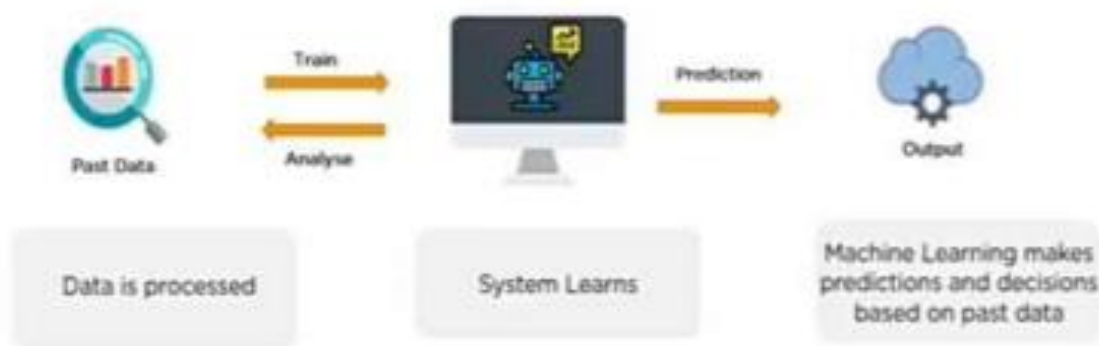 Train
Prediction
Past Data
Analyse
Output
Data is processed
System Learns
Machine Learning makes
predictions and decisions
based on past data